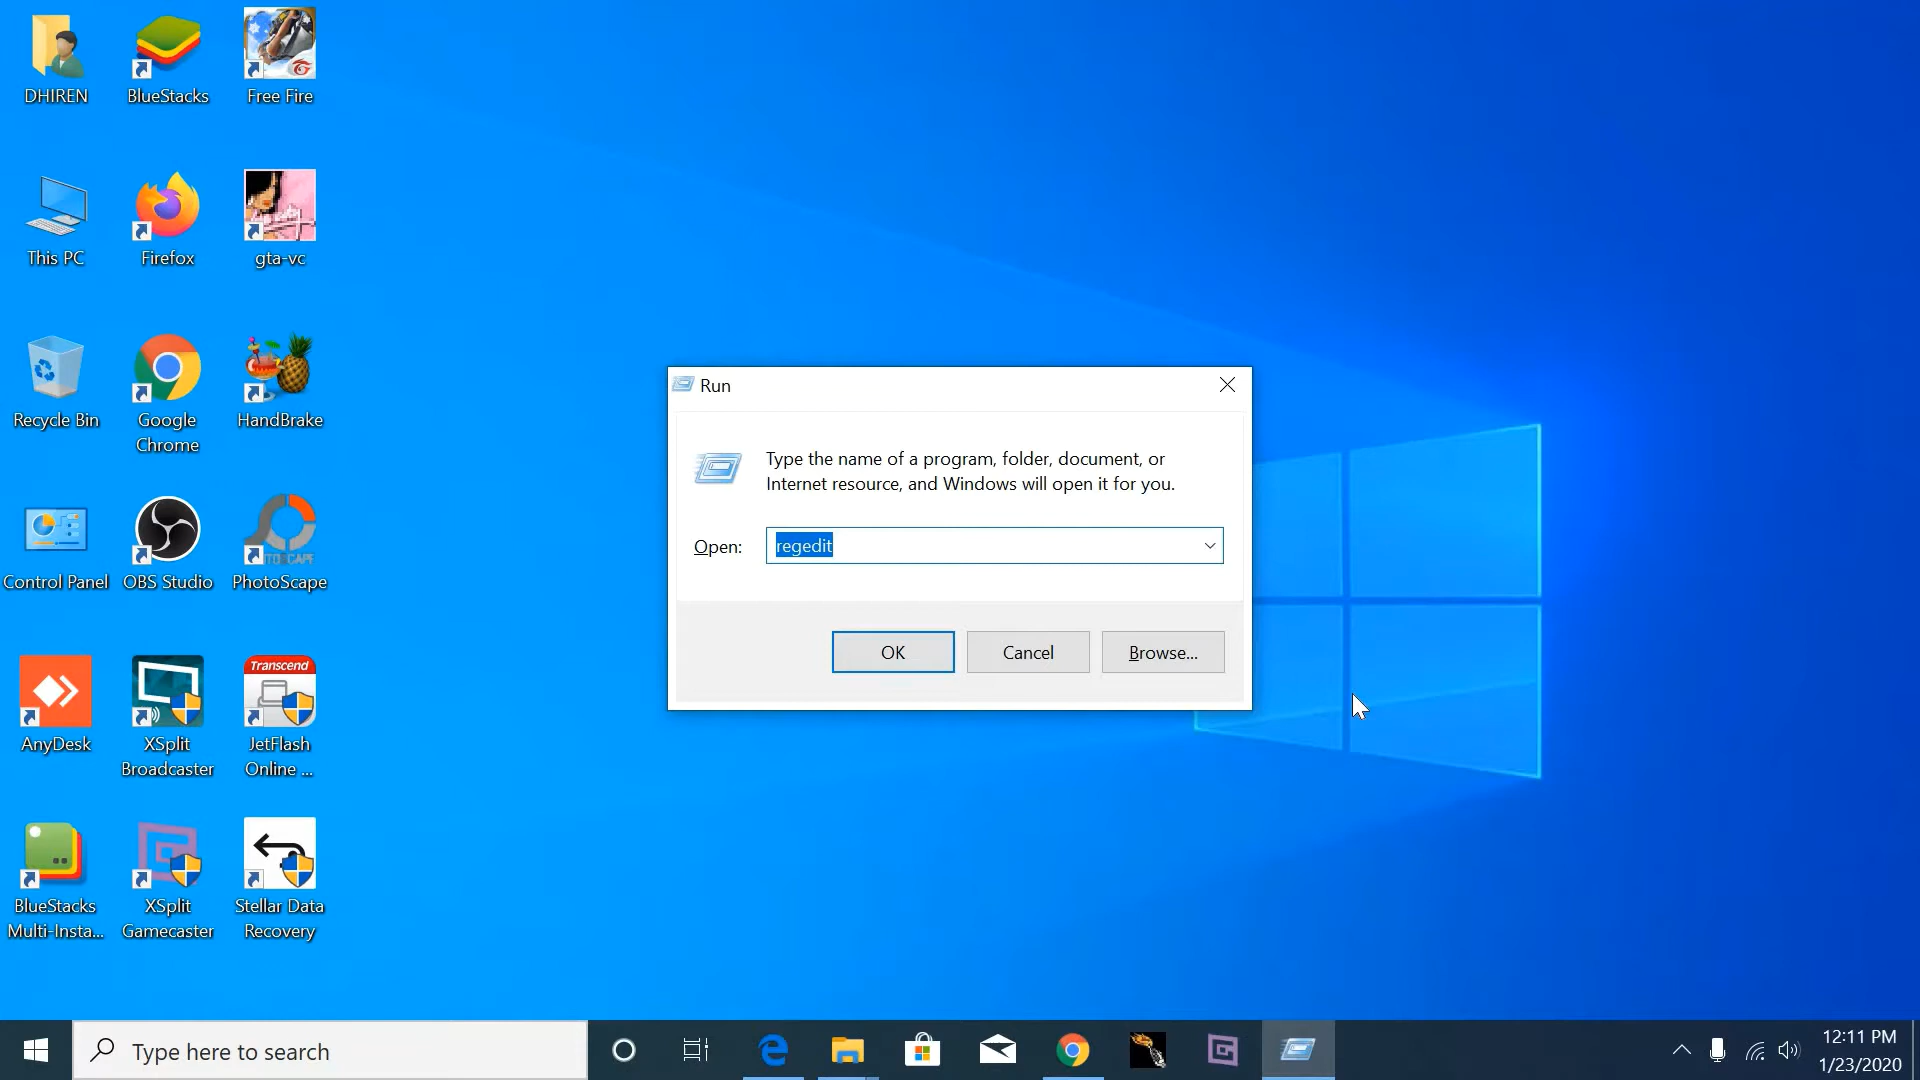 DHIREN
BlueStacks
Free Fire
This PC
Firefox
gta-vc
Recycle Bin
Google
Chrome
HandBrake
Control Panel
OBS Studio
PhotoScape
Transcend
AnyDesk
XSplit
Broadcaster
JetFlash
Online ...
BlueStacks
Multi-Insta...
XSplit
Gamecaster
Stellar Data
Recovery
Run
Type the name of a program, folder, document, or
Internet resource, and Windows will open it for you.
Open: regedit
OK Cancel Browse...
Type here to search
12:11 PM
1/23/2020